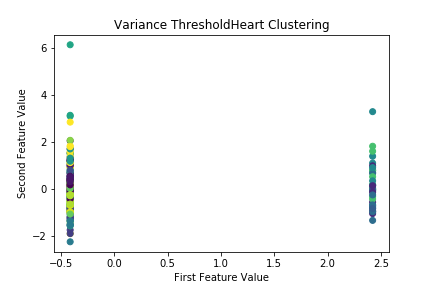 Variance ThresholdHeart Clustering
6
4
2
0
−2
Second Feature Value
−0.5 0.0 0.5 1.0 1.5 2.0 2.5
First Feature Value